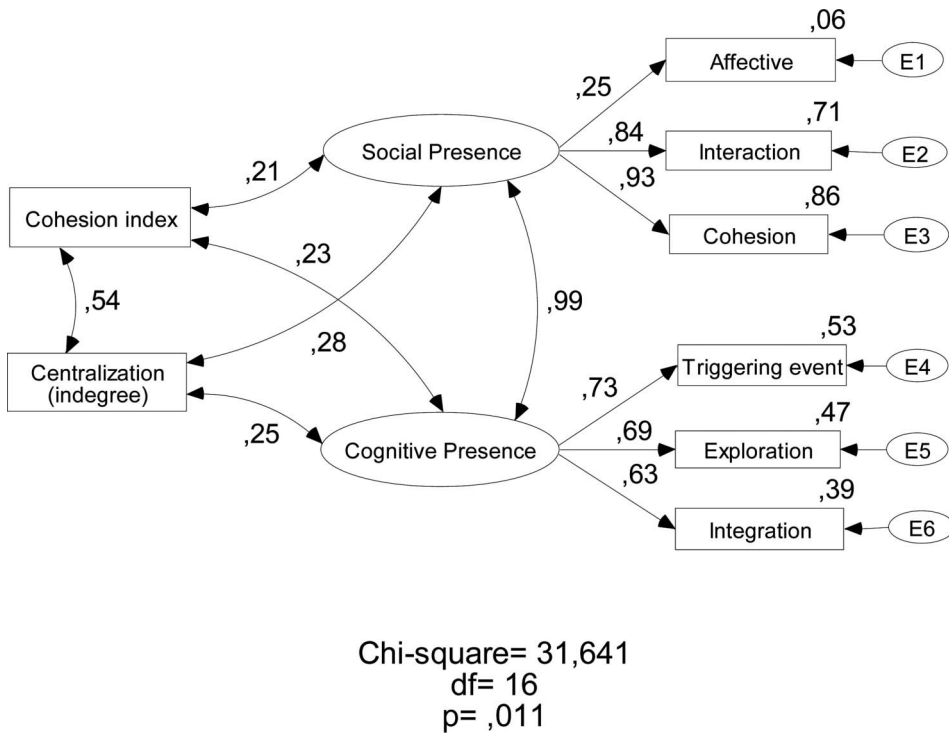 ,06
Affective
E1
,25
,71
Social Presence
,84
Interaction
E2
,21
,93
,86
Cohesion index
Cohesion
E3
,23
,54
,99
,28
,53
Centralization
(indegree)
Triggering event
E4
,73
,25
,47
Cognitive Presence
,69
Exploration
E5
,63
,39
Integration
E6
Chi-square= 31,641
df= 16
p= ,011